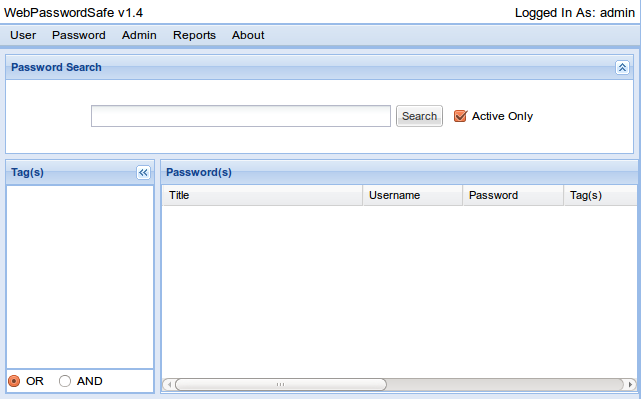 WebPasswordSafe v1.4 Logged In As: admin
User Password Admin Reports About
Password Search
Search Active Only
Tag(s) Password(s)
Title Username Password Tag(s)
OR AND